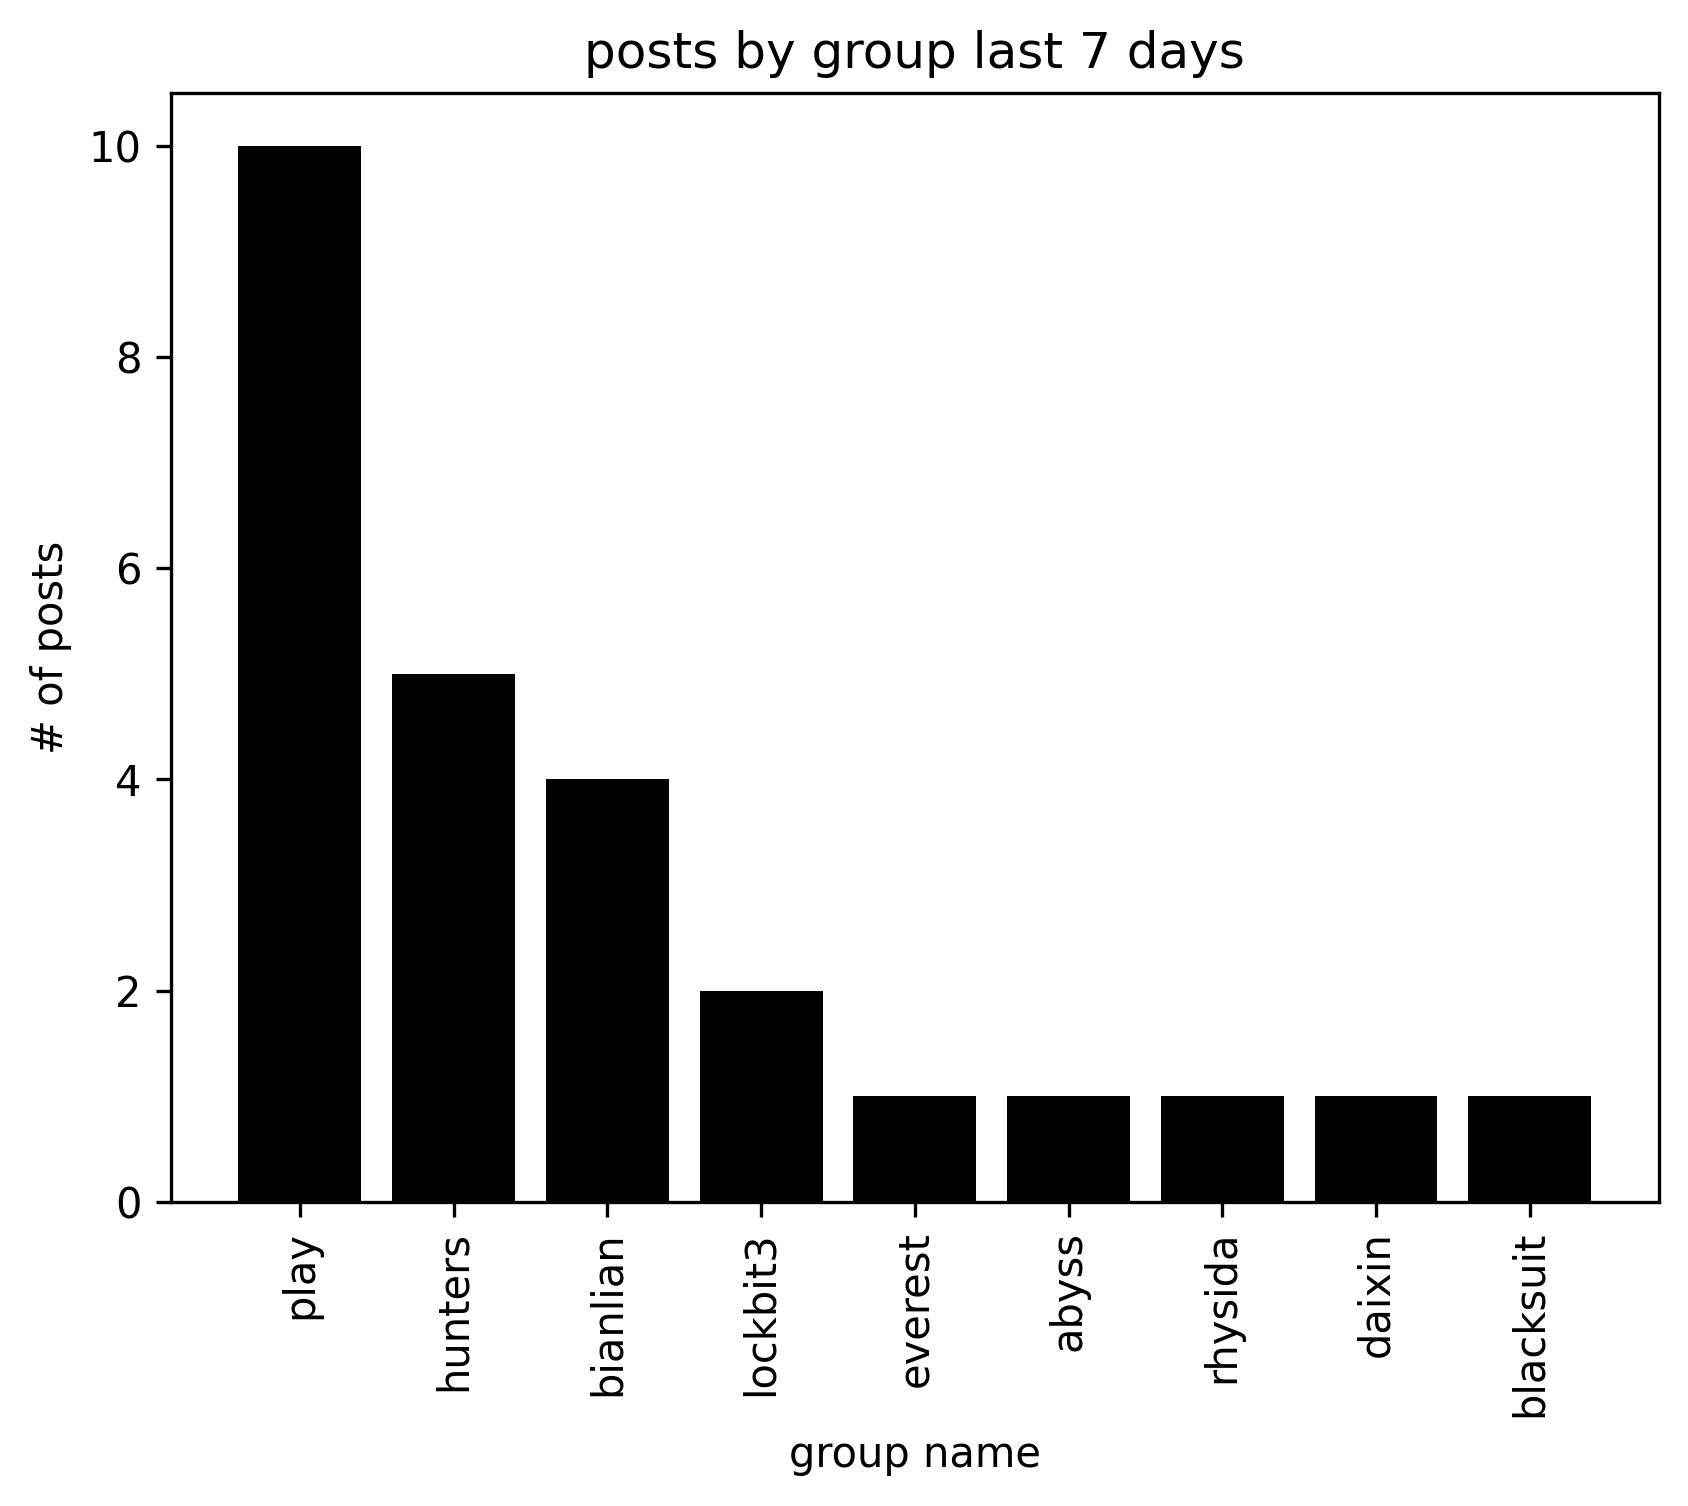 posts by group last 7 days
# of posts
10
8
6
4
2
0
play
hunters
bianlian
lockbit3
everest
abyss
rhysida
daixin
blacksuit
group name